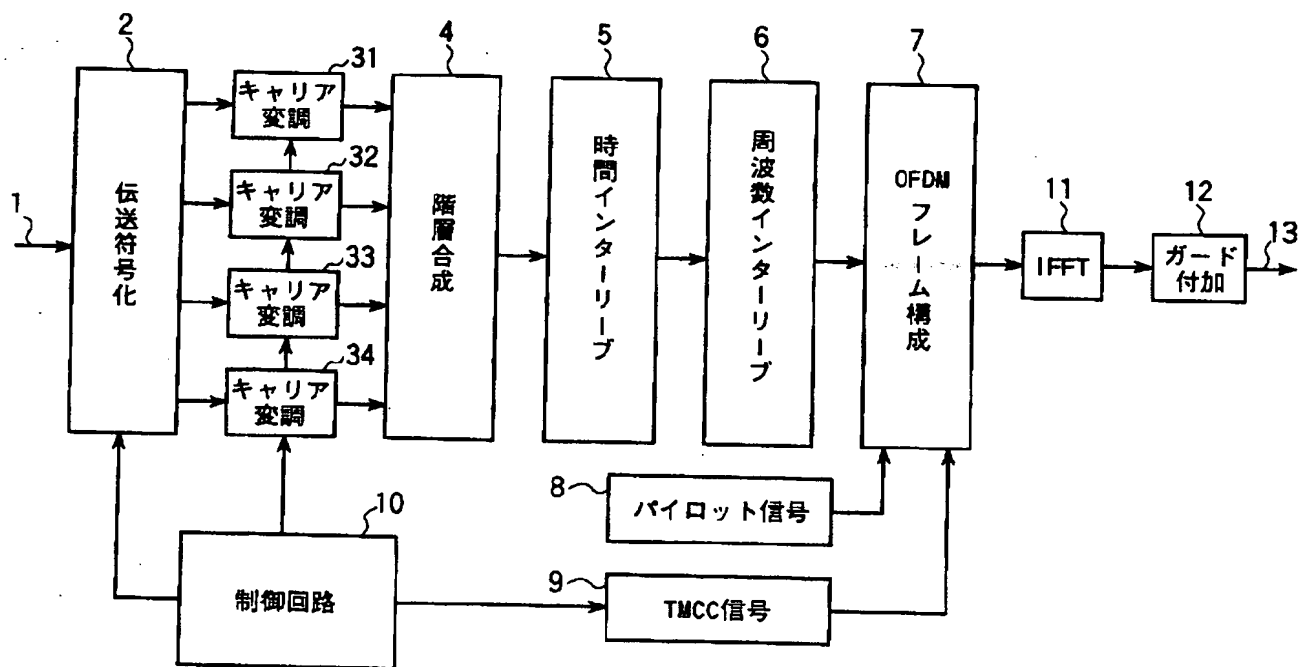 2
伝送符号化
1
31
キャリア
変調
32
キャリア
変調
33
キャリア
変調
34
キャリア
変調
4
階層合成
5
時間インターリーブ
6
周波数インターリーブ
7
OFDM
フレーム構成
8
パイロット信号
9
TMCC信号
10
制御回路
11
IFFT
12
ガード
付加
13